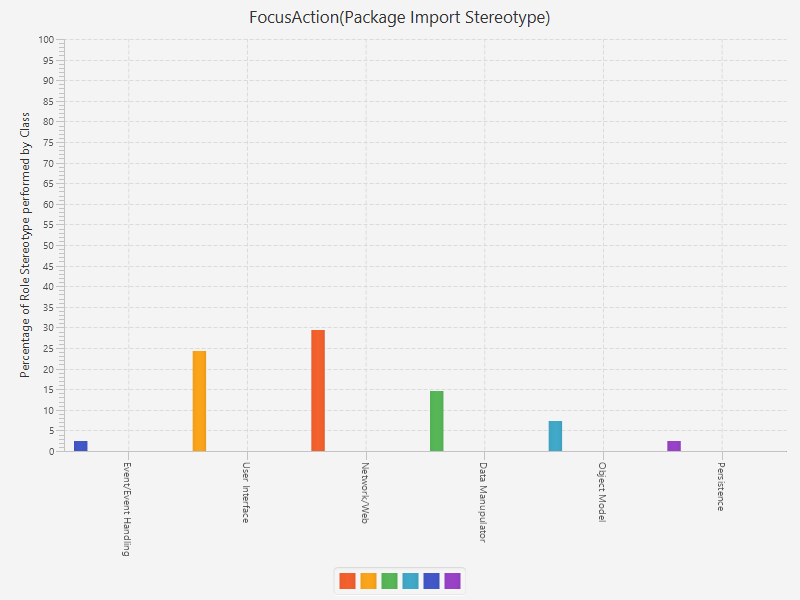 FocusAction(Package Import Stereotype)
Percentage of Role Stereotype performed by Class
100
95
90
85
80
75
70
65
60
55
50
45
40
35
30
25
20
15
10
5
0
Event/Event Handling
User Interface
Network/Web
Data Manupulator
Object Model
Persistence